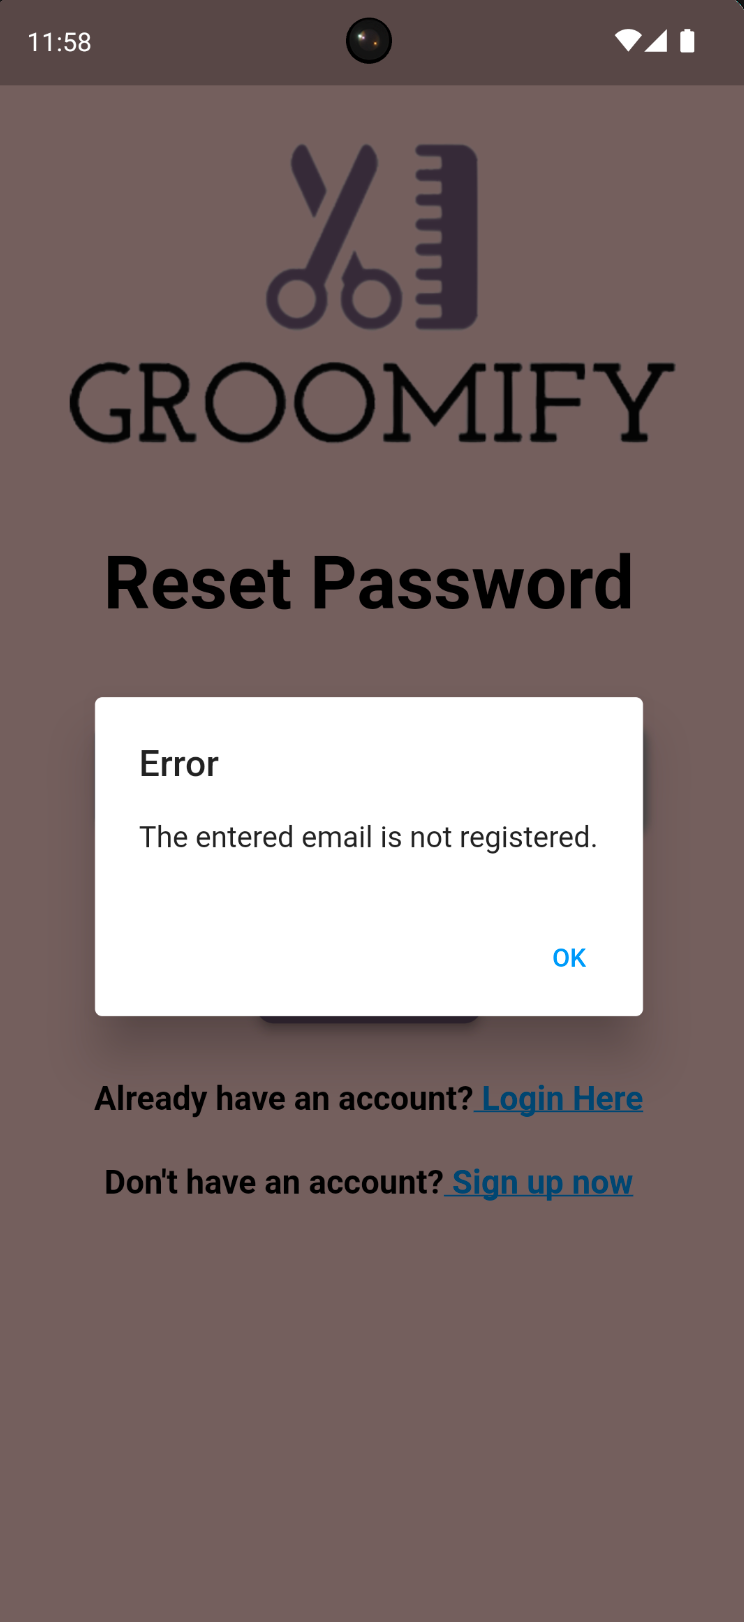 11:58
GROOMIFY
Reset Password
Error
The entered email is not registered.
OK
Already have an account? Login Here
Don't have an account? Sign up now